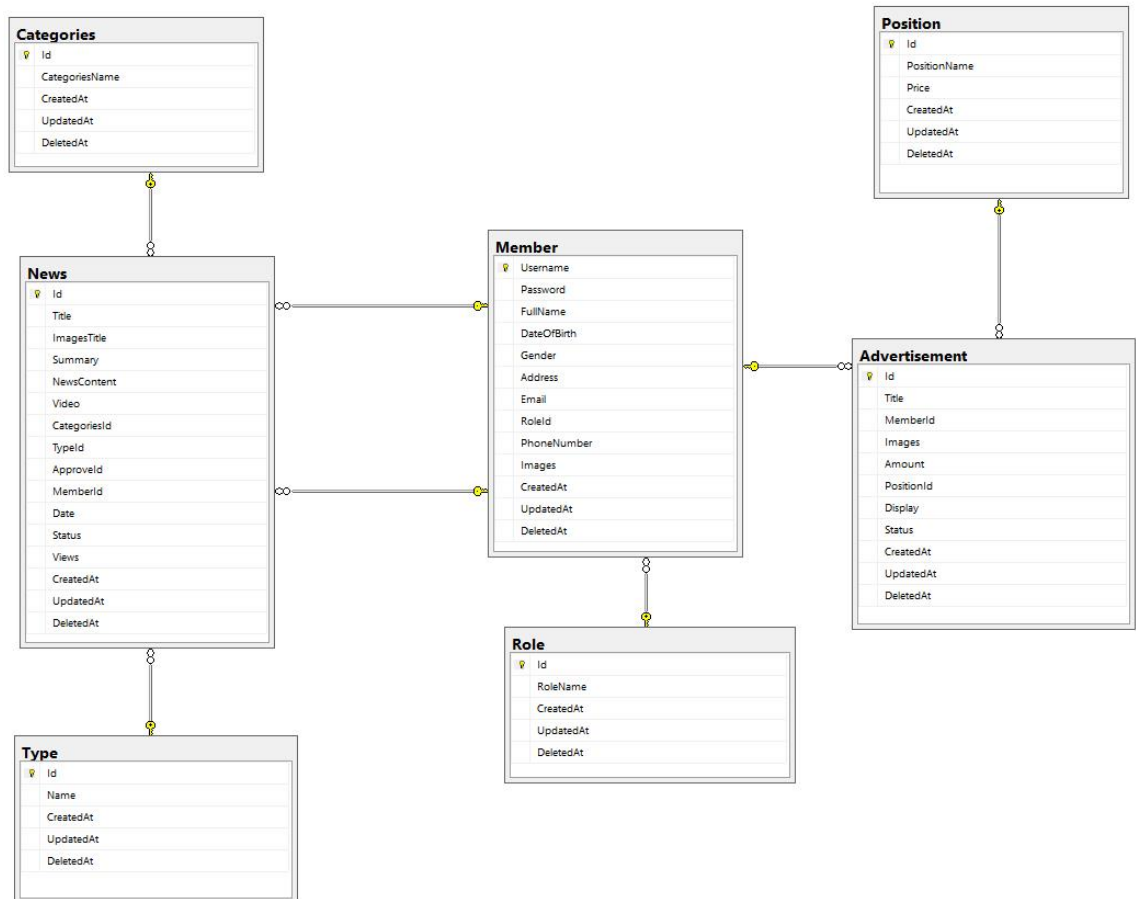 Categories
Id
CategoriesName
CreatedAt
UpdatedAt
DeletedAt
News
Id
Title
ImagesTitle
Summary
NewsContent
Video
CategoriesId
TypeId
ApproveId
MemberId
Date
Status
Views
CreatedAt
UpdatedAt
DeletedAt
Type
Id
Name
CreatedAt
UpdatedAt
DeletedAt
Member
Username
Password
FullName
DateOfBirth
Gender
Address
Email
RoleId
PhoneNumber
Images
CreatedAt
UpdatedAt
DeletedAt
Role
Id
RoleName
CreatedAt
UpdatedAt
DeletedAt
Position
Id
PositionName
Price
CreatedAt
UpdatedAt
DeletedAt
Advertisement
Id
Title
MemberId
Images
Amount
PositionId
Display
Status
CreatedAt
UpdatedAt
DeletedAt